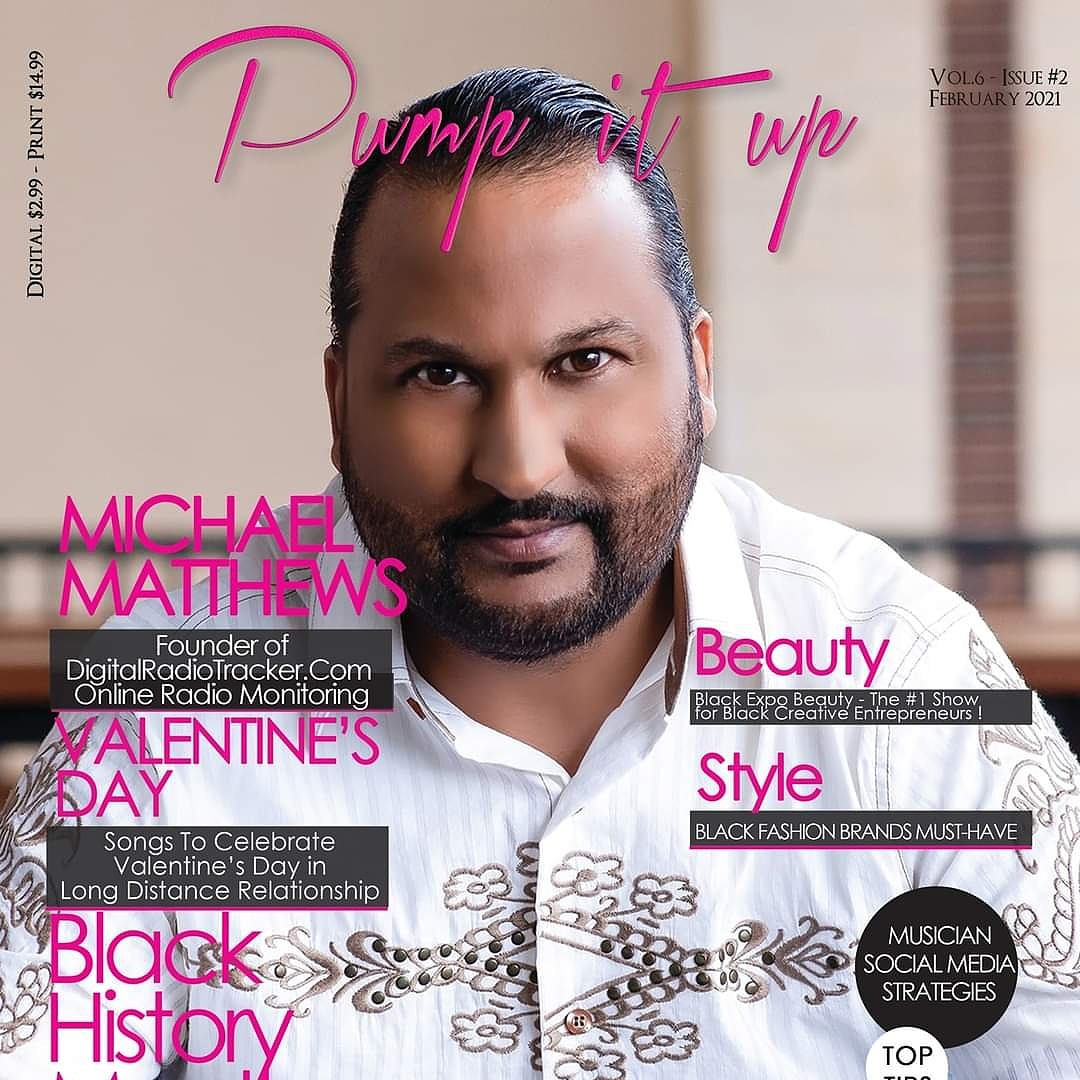 Pump it up
VOL.6 - ISSUE #2
FEBRUARY 2021
DIGITAL $2.99 - PRINT $14.99
MICHAEL
MATTHEWS
Founder of
DigitalRadioTracker.Com
Online Radio Monitoring
VALENTINE'S
DAY
Songs To Celebrate
Valentine's Day in
Long Distance Relationship
Black
History
Beauty
Black Expo Beauty - The #1 Show
for Black Creative Entrepreneurs !
Style
BLACK FASHION BRANDS MUST-HAVE
MUSICIAN
SOCIAL MEDIA
STRATEGIES
TOP
TIPS